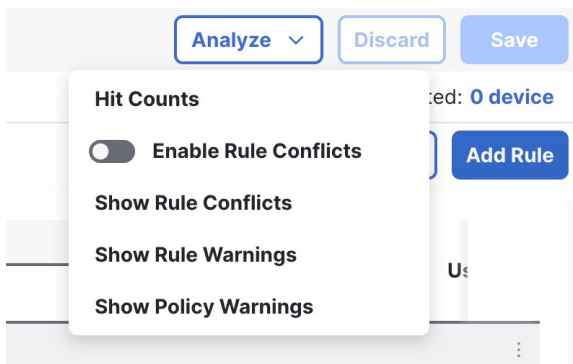 Analyze
Discard
Save
Hit Counts
ted: 0 device
Enable Rule Conflicts
Add Rule
Show Rule Conflicts
Show Rule Warnings
Us
Show Policy Warnings